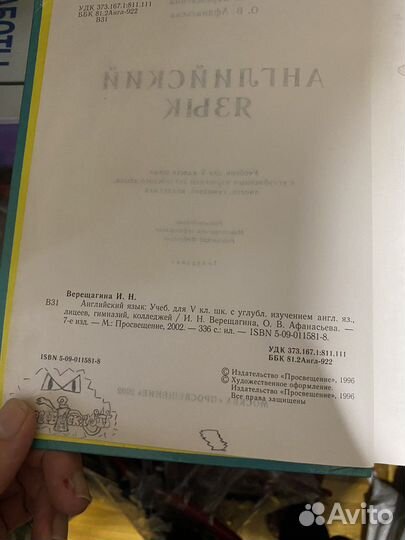 О. В. Афанасьева
УДК 373.167.1:811.111
ББК 81.2Англ-922
В31
АНГЛИЙСКИЙ
ЯЗЫК
Верещагина И. Н.
В31 Английский язык: Учеб. для V кл. шк. с углубл. изучением англ. яз.,
лицеев, гимназий, колледжей / И. Н. Верещагина, О. В. Афанасьева. —
7-е изд. — М.: Просвещение, 2002. — 336 с.: ил. — ISBN 5-09-011581-8.
УДК 373.167.1:811.111
ББК 81.2Англ-922
ISBN 5-09-011581-8
© Издательство «Просвещение», 1996
© Художественное оформление.
Издательство «Просвещение», 1996
Все права защищены
МОСКВА «ПРОСВЕЩЕНИЕ» 2002
Avito